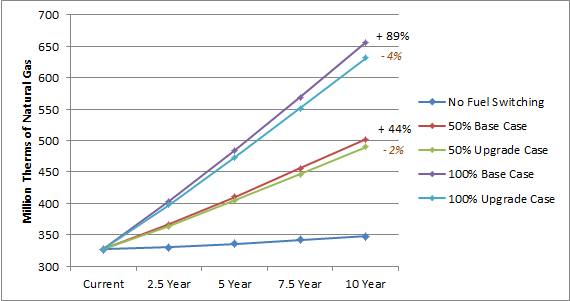 700
650
600
550
500
450
400
350
300
Million Therms of Natural Gas
Current
2.5 Year
5 Year
7.5 Year
10 Year
+ 89%
- 4%
+ 44%
- 2%
No Fuel Switching
50% Base Case
50% Upgrade Case
100% Base Case
100% Upgrade Case